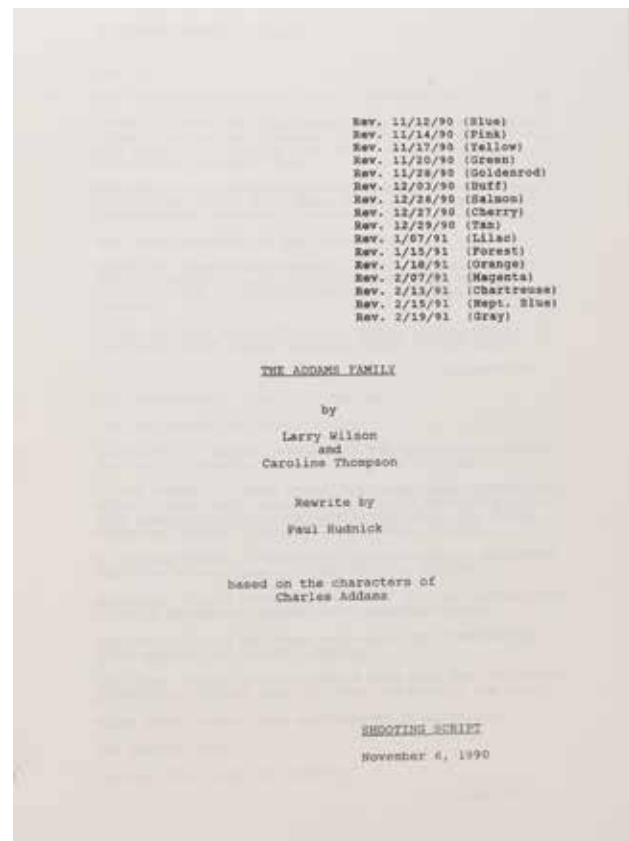 Rev. 11/12/90 (Blue)
Rev. 11/14/90 (Pink)
Rev. 11/17/90 (Yellow)
Rev. 11/20/90 (Green)
Rev. 11/28/90 (Goldenrod)
Rev. 12/03/90 (Buff)
Rev. 12/26/90 (Salmon)
Rev. 12/27/90 (Cherry)
Rev. 12/29/90 (Tan)
Rev. 1/07/91 (Lilac)
Rev. 1/15/91 (Forest)
Rev. 1/18/91 (Orange)
Rev. 2/07/91 (Magenta)
Rev. 2/13/91 (Chartreuse)
Rev. 2/15/91 (Nept. Blue)
Rev. 2/19/91 (Gray)
THE ADDAMS FAMILY
by
Larry Wilson
and
Caroline Thompson
Rewrite by
Paul Rudnick
based on the characters of
Charles Addams
SHOOTING SCRIPT
November 6, 1990